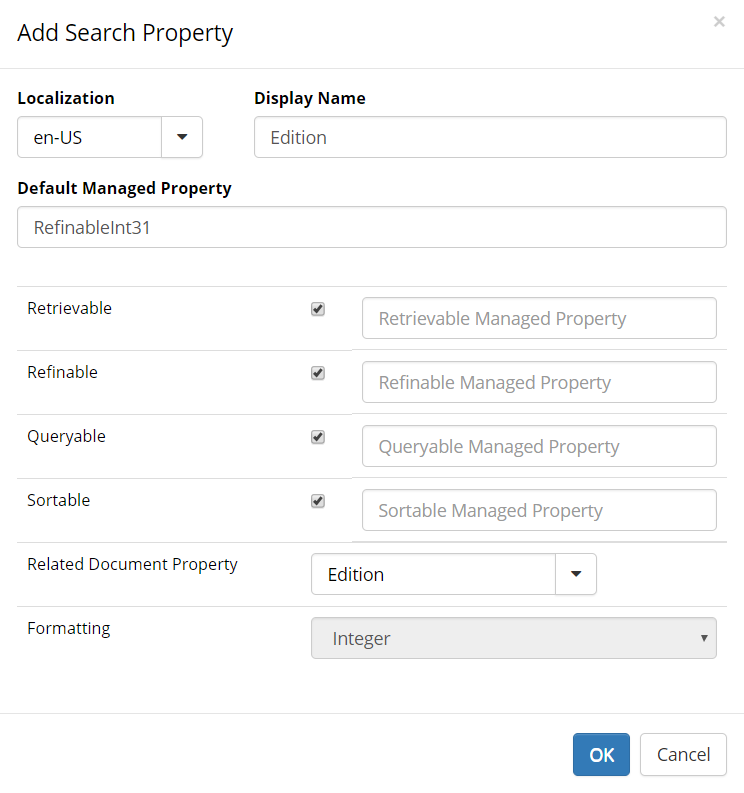 Add Search Property
×
Localization
Display Name
en-US
Edition
Default Managed Property
RefinableInt31
Retrievable
Retrievable Managed Property
Refinable
Refinable Managed Property
Queryable
Queryable Managed Property
Sortable
Sortable Managed Property
Related Document Property
Edition
Formatting
Integer
OK
Cancel